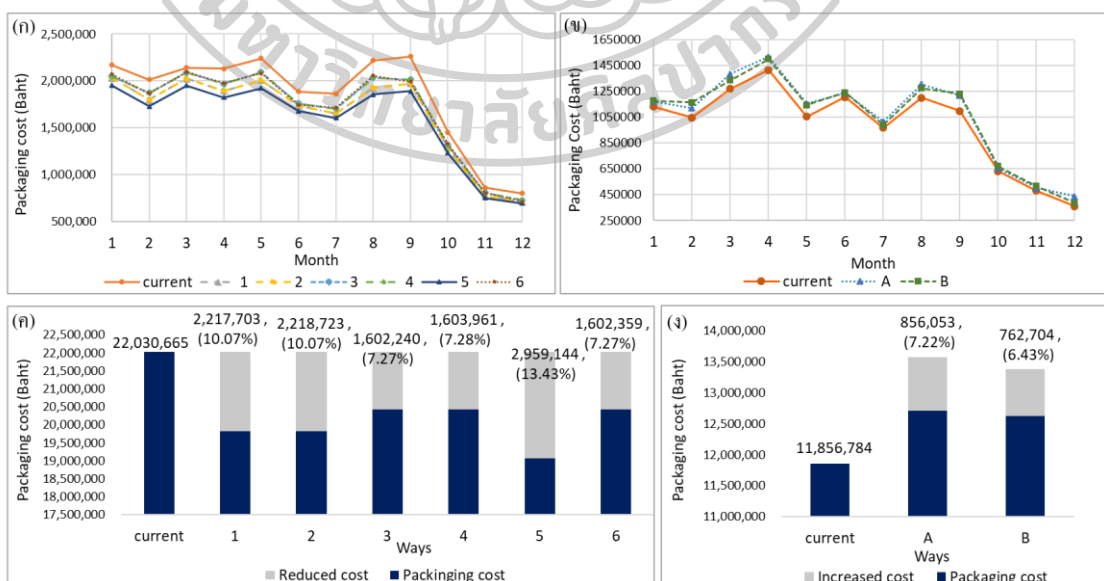 (ก)
Packaging cost (Baht)
2,500,000
2,000,000
1,500,000
1,000,000
500,000
1 2 3 4 5 6 7 8 9 10 11 12
Month
current 1 2 3 4 5 6
(ข)
Packaging Cost (Baht)
1650000
1450000
1250000
1050000
850000
650000
450000
250000
1 2 3 4 5 6 7 8 9 10 11 12
Month
current A B
(ค)
Packaging cost (Baht)
22,500,000
22,000,000
21,500,000
21,000,000
20,500,000
20,000,000
19,500,000
19,000,000
18,500,000
18,000,000
17,500,000
22,030,665
2,217,703 ,
(10.07%)
2,218,723 ,
(10.07%)
1,602,240 ,
(7.27%)
1,603,961 ,
(7.28%)
2,959,144 ,
(13.43%)
1,602,359 ,
(7.27%)
current 1 2 3 4 5 6
Ways
Reduced cost Packinging cost
(ง)
Packaging cost (Baht)
14,000,000
13,500,000
13,000,000
12,500,000
12,000,000
11,500,000
11,000,000
11,856,784
856,053 ,
(7.22%)
762,704 ,
(6.43%)
current A B
Ways
Increased cost Packaging cost